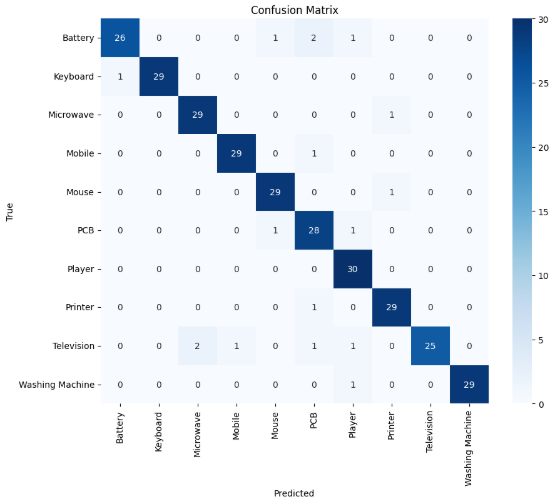 Confusion Matrix
Battery 26 0 0 0 1 2 1 0 0 0
Keyboard 1 29 0 0 0 0 0 0 0 0
Microwave 0 0 29 0 0 0 0 1 0 0
Mobile 0 0 0 29 0 1 0 0 0 0
Mouse 0 0 0 0 29 0 0 1 0 0
PCB 0 0 0 0 1 28 1 0 0 0
Player 0 0 0 0 0 0 30 0 0 0
Printer 0 0 0 0 0 1 0 29 0 0
Television 0 0 2 1 0 1 1 0 25 0
Washing Machine 0 0 0 0 0 0 1 0 0 29
True
Battery Keyboard Microwave Mobile Mouse PCB Player Printer Television Washing Machine
Predicted
30
25
20
15
10
5
0